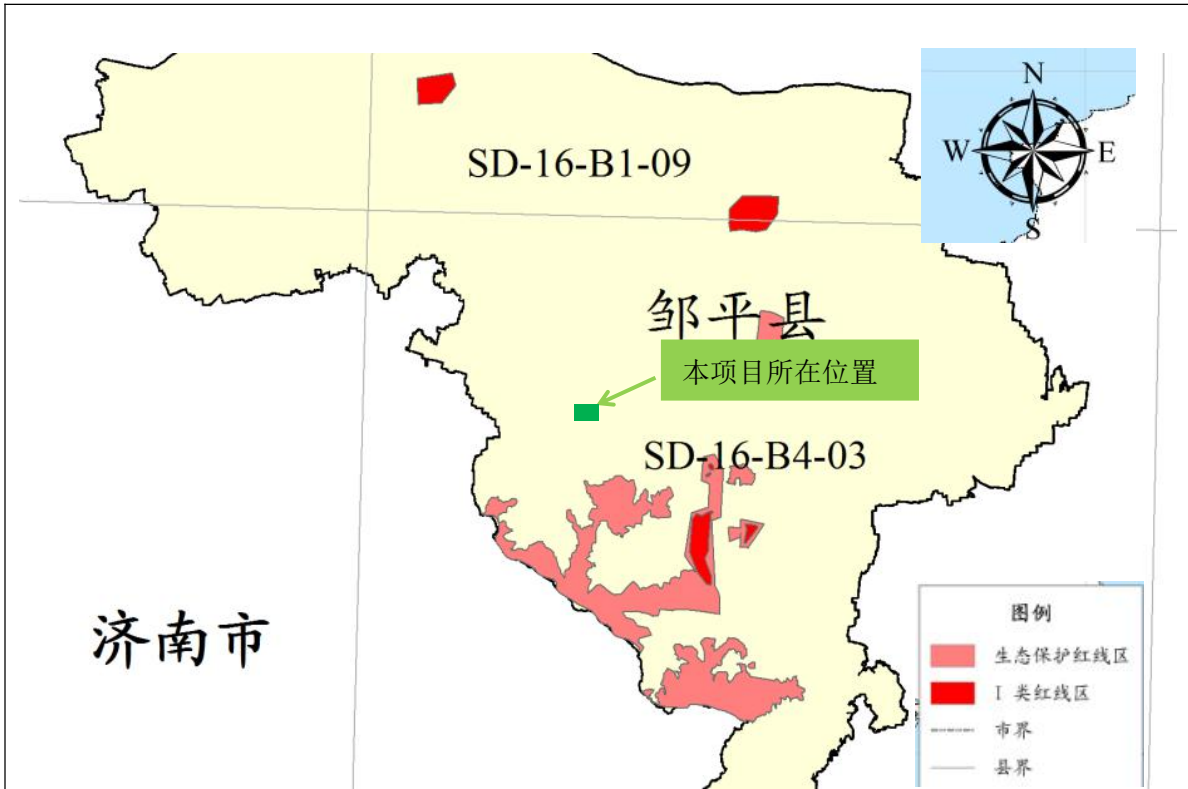 N
W
E
S
SD-16-B1-09
邹平县
本项目所在位置
SD-16-B4-03
济南市
图例
生态保护红线区
I 类红线区
市界
县界